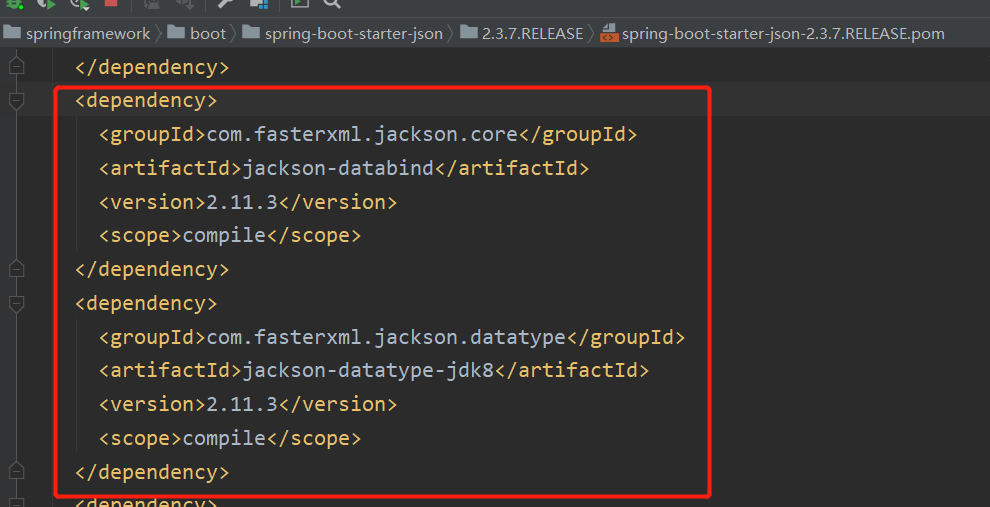 springframework boot spring-boot-starter-json 2.3.7.RELEASE spring-boot-starter-json-2.3.7.RELEASE.pom
</dependency>
<dependency>
<groupId>com.fasterxml.jackson.core</groupId>
<artifactId>jackson-databind</artifactId>
<version>2.11.3</version>
<scope>compile</scope>
</dependency>
<dependency>
<groupId>com.fasterxml.jackson.datatype</groupId>
<artifactId>jackson-datatype-jdk8</artifactId>
<version>2.11.3</version>
<scope>compile</scope>
</dependency>
<dependency>